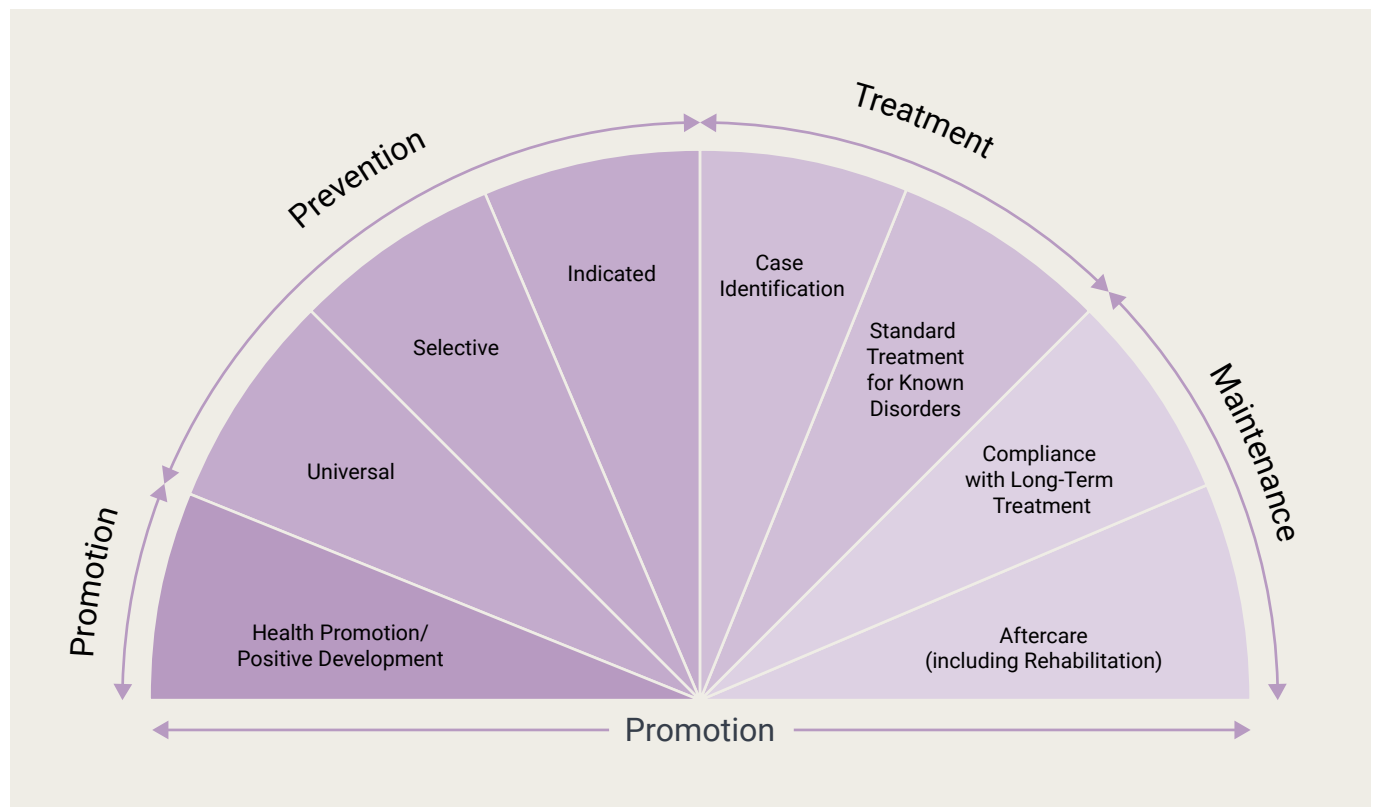 Promotion
Prevention
Treatment
Maintenance
Health Promotion/
Positive Development
Universal
Selective
Indicated
Case
Identification
Standard
Treatment
for Known
Disorders
Compliance
with Long-Term
Treatment
Aftercare
(including Rehabilitation)
Promotion